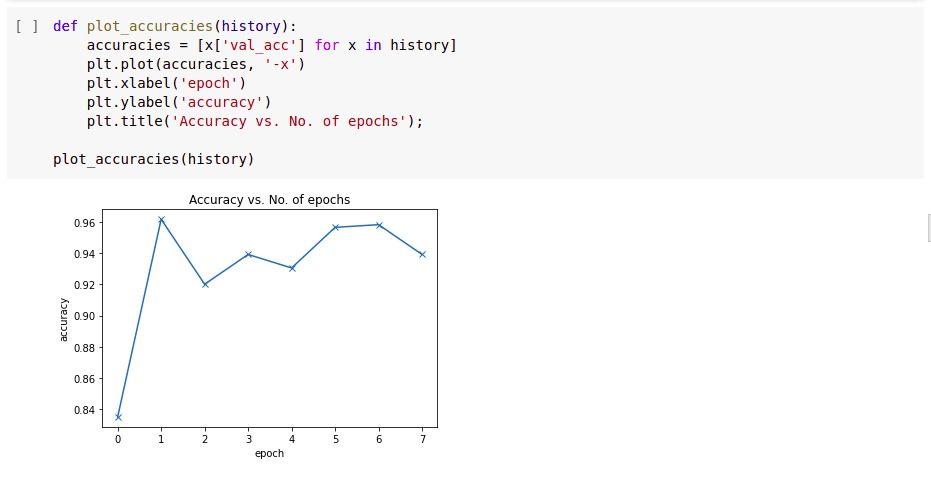 [ ] def plot_accuracies(history):
    accuracies = [x['val_acc'] for x in history]
    plt.plot(accuracies, '-x')
    plt.xlabel('epoch')
    plt.ylabel('accuracy')
    plt.title('Accuracy vs. No. of epochs');
plot_accuracies(history)
Accuracy vs. No. of epochs
0.96
0.94
0.92
0.90
0.88
0.86
0.84
accuracy
0 1 2 3 4 5 6 7
epoch